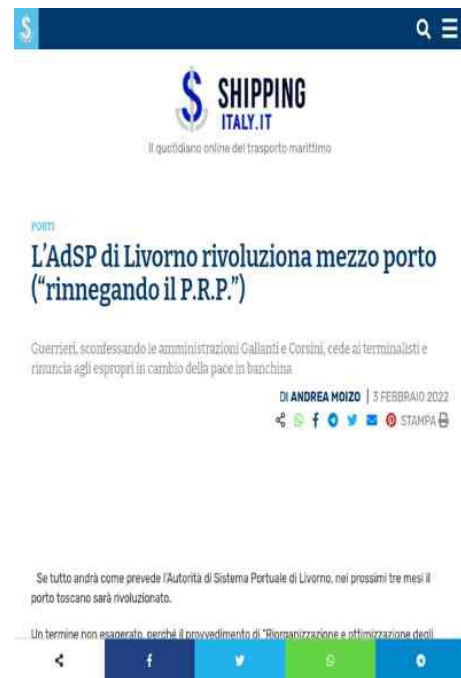 SHIPPING
ITALY.IT
Il quotidiano online del trasporto marittimo
PORTI
L'AdSP di Livorno rivoluziona mezzo porto
("rinnegando il P.R.P.")
Guerrieri, sconfessando le amministrazioni Gallanti e Corsini, cede ai terminalisti e
rinuncia agli espropri in cambio della pace in banchina
DI ANDREA MOIZO | 3 FEBBRAIO 2022
STAMPA
Se tutto andrà come prevede l'Autorità di Sistema Portuale di Livorno, nei prossimi tre mesi il
porto toscano sarà rivoluzionato.
Un termine non esagerato, perché il provvedimento di "Riorganizzazione e ottimizzazione degli